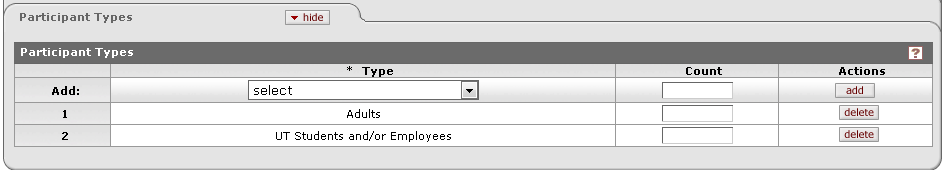 Participant Types hide
Participant Types ?
* Type Count Actions
Add: select add
1 Adults delete
2 UT Students and/or Employees delete